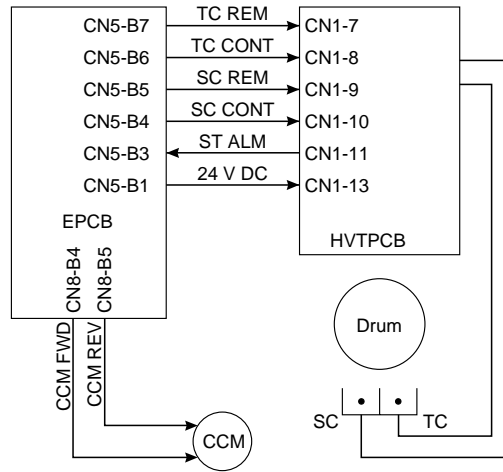 CN5-B7 TC REM CN1-7
CN5-B6 TC CONT CN1-8
CN5-B5 SC REM CN1-9
CN5-B4 SC CONT CN1-10
CN5-B3 ST ALM CN1-11
CN5-B1 24 V DC CN1-13
EPCB
HVTPCB
CN8-B4
CN8-B5
CCM FWD
CCM REV
Drum
SC
TC
CCM